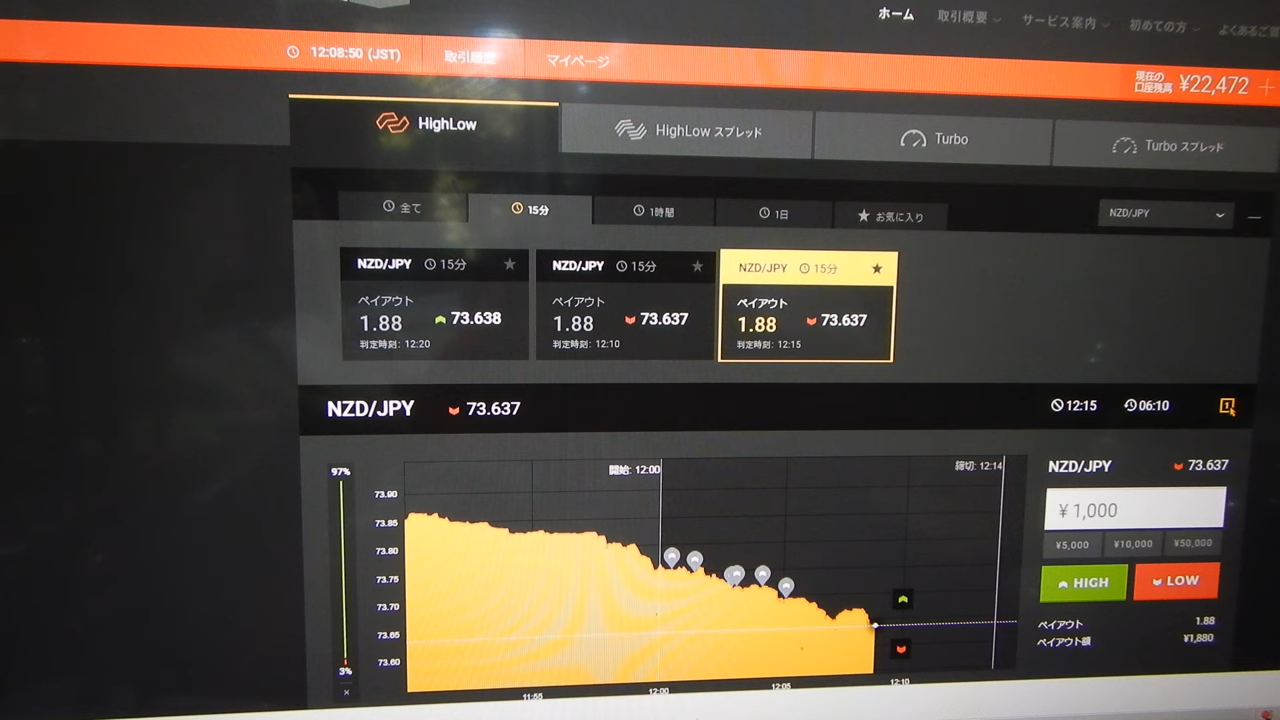 ホーム 取引概要 サービス案内 初めての方 よくあるご質
12:08:50 (JST) 取引履歴 マイページ
現在の
口座残高 ¥22,472
HighLow HighLow スプレッド Turbo Turbo スプレッド
全て 15分 1時間 1日 お気に入り NZD/JPY
NZD/JPY 15分 NZD/JPY 15分 NZD/JPY 15分
ペイアウト ペイアウト ペイアウト
1.88 73.638 1.88 73.637 1.88 73.637
判定時刻: 12:20 判定時刻: 12:10 判定時刻: 12:15
NZD/JPY 73.637 12:15 06:10 1
97% 開始: 12:00 締切: 12:14 NZD/JPY 73.637
73.90
¥ 1,000
73.85
¥5,000 ¥10,000 ¥50,000
73.80
73.75
HIGH LOW
73.70
73.65
ペイアウト 1.88
ペイアウト額 ¥1,880
73.60
3%
11:55 12:00 12:05 12:10